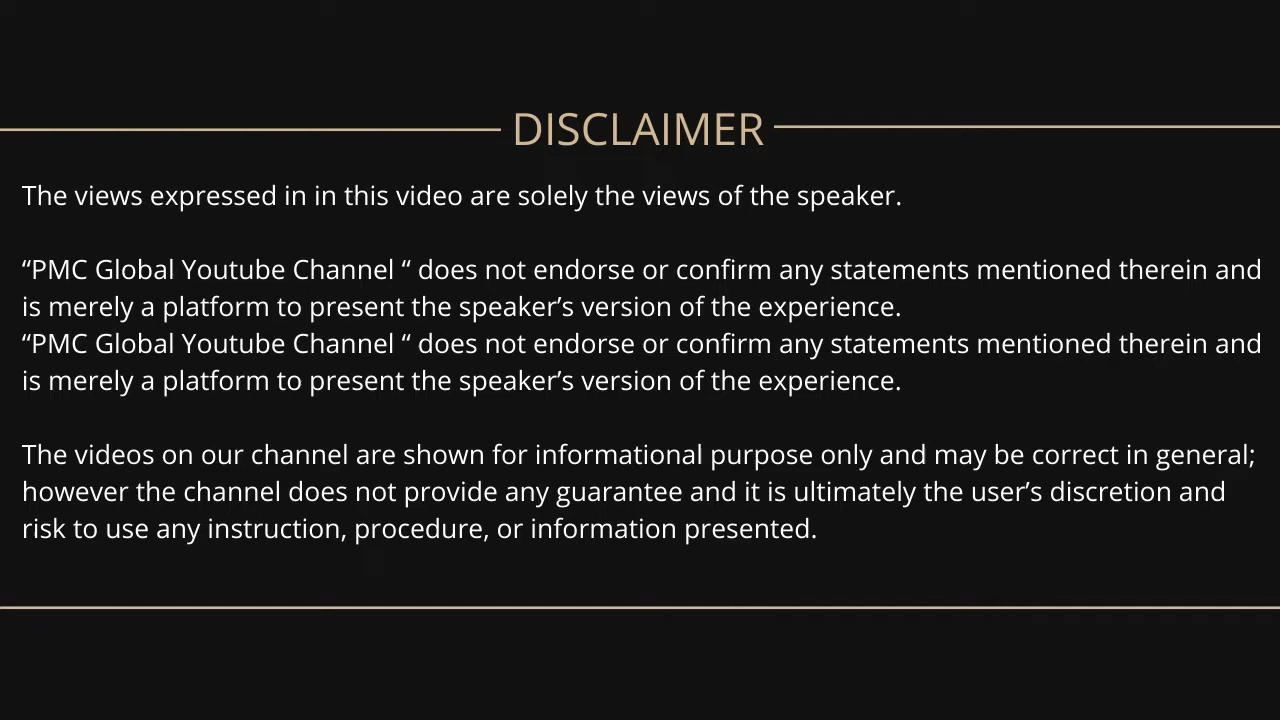 DISCLAIMER
The views expressed in in this video are solely the views of the speaker.
“PMC Global Youtube Channel “ does not endorse or confirm any statements mentioned therein and
is merely a platform to present the speaker’s version of the experience.
“PMC Global Youtube Channel “ does not endorse or confirm any statements mentioned therein and
is merely a platform to present the speaker’s version of the experience.
The videos on our channel are shown for informational purpose only and may be correct in general;
however the channel does not provide any guarantee and it is ultimately the user’s discretion and
risk to use any instruction, procedure, or information presented.